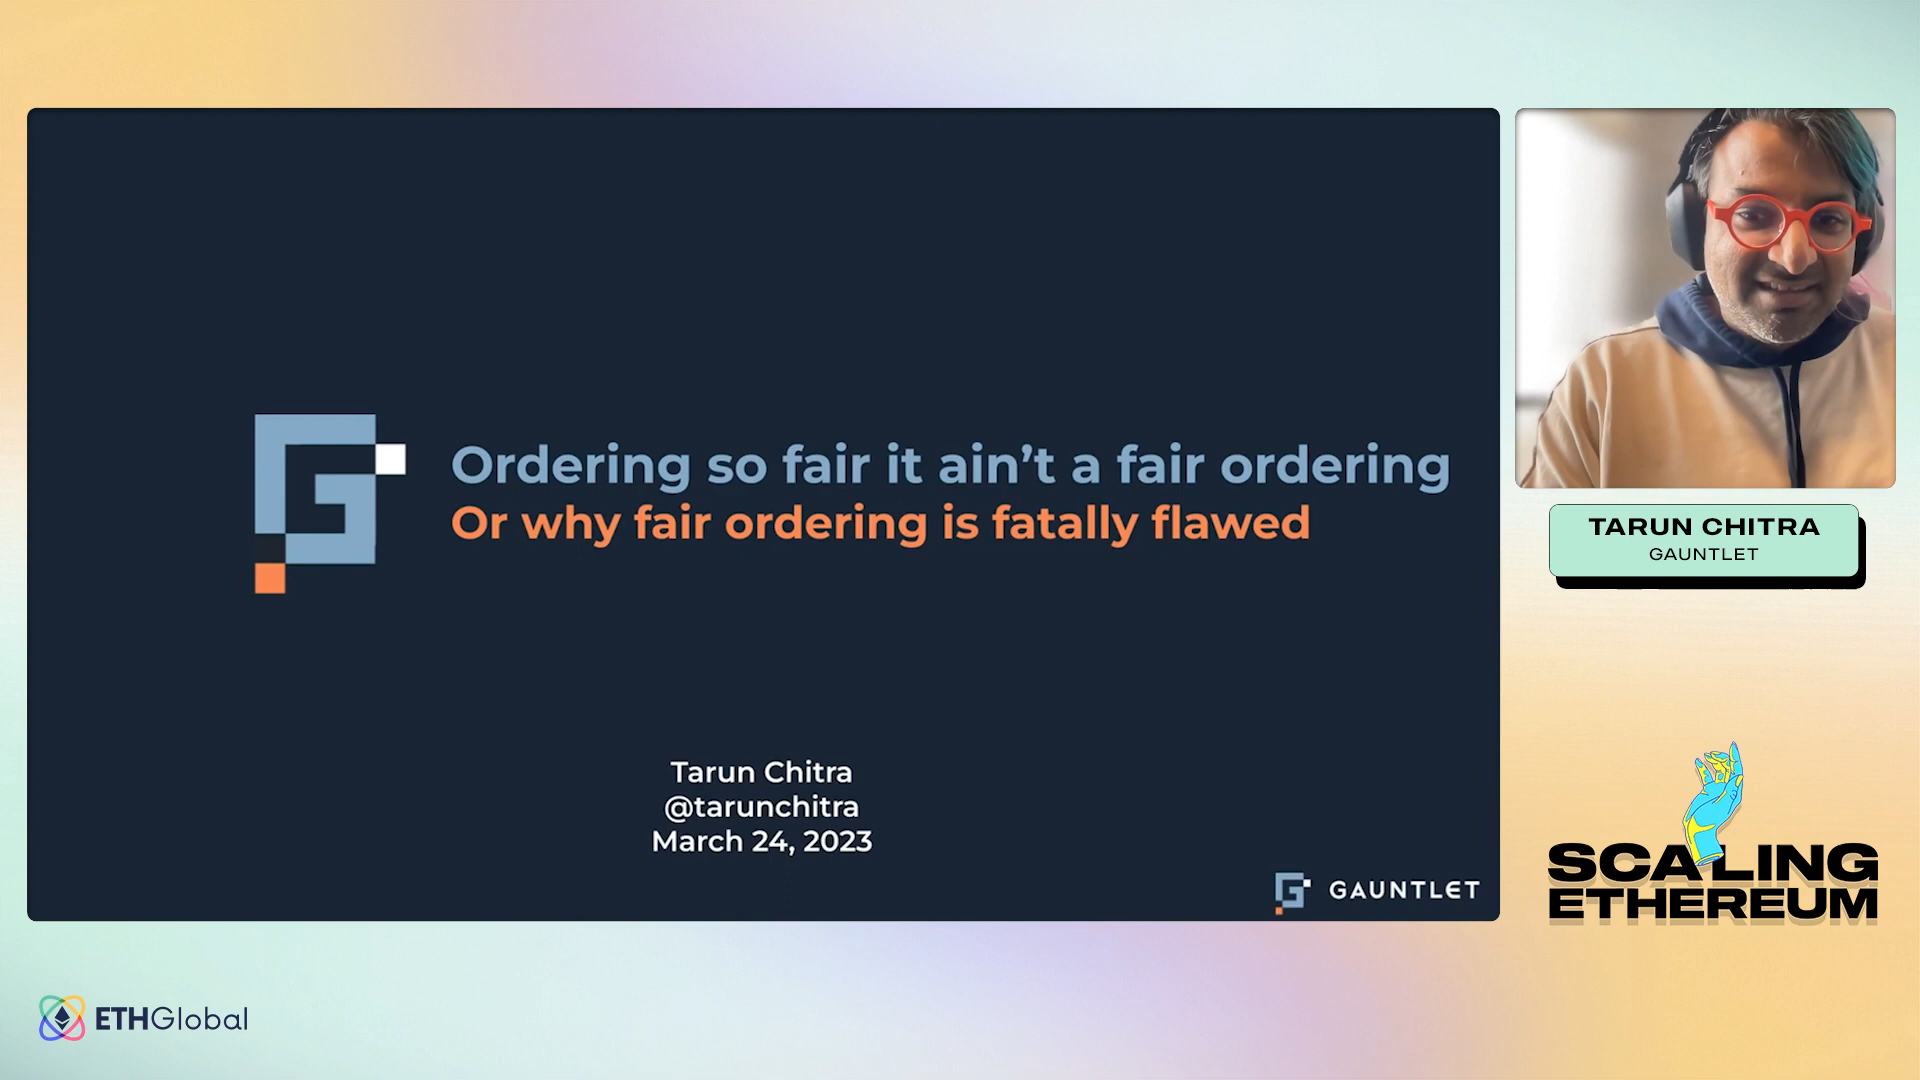 Ordering so fair it ain’t a fair ordering
Or why fair ordering is fatally flawed
Tarun Chitra
@tarunchitra
March 24, 2023
GAUNTLET
TARUN CHITRA
GAUNTLET
SCALING
ETHEREUM
ETHGlobal